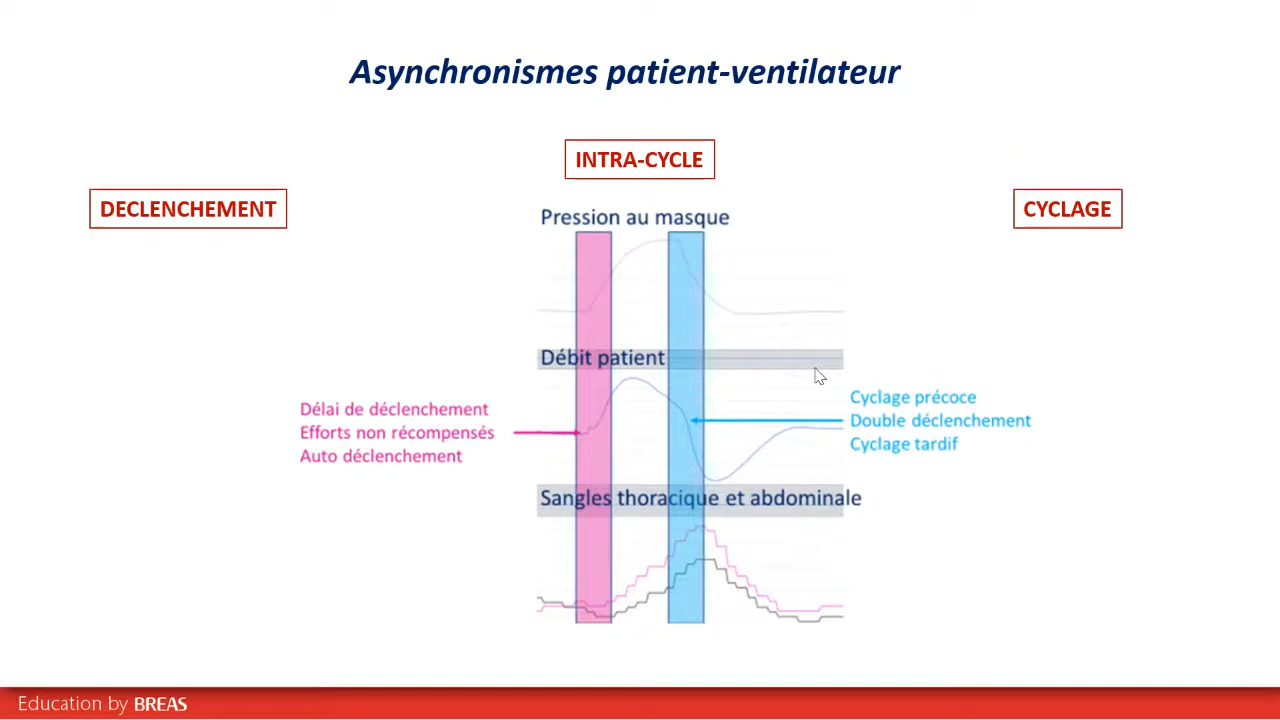 Asynchronismes patient-ventilateur
INTRA-CYCLE
DECLENCHEMENT
CYCLAGE
Pression au masque
Débit patient
Délai de déclenchement
Efforts non récompensés
Auto déclenchement
Cyclage précoce
Double déclenchement
Cyclage tardif
Sangles thoracique et abdominale
Education by BREAS